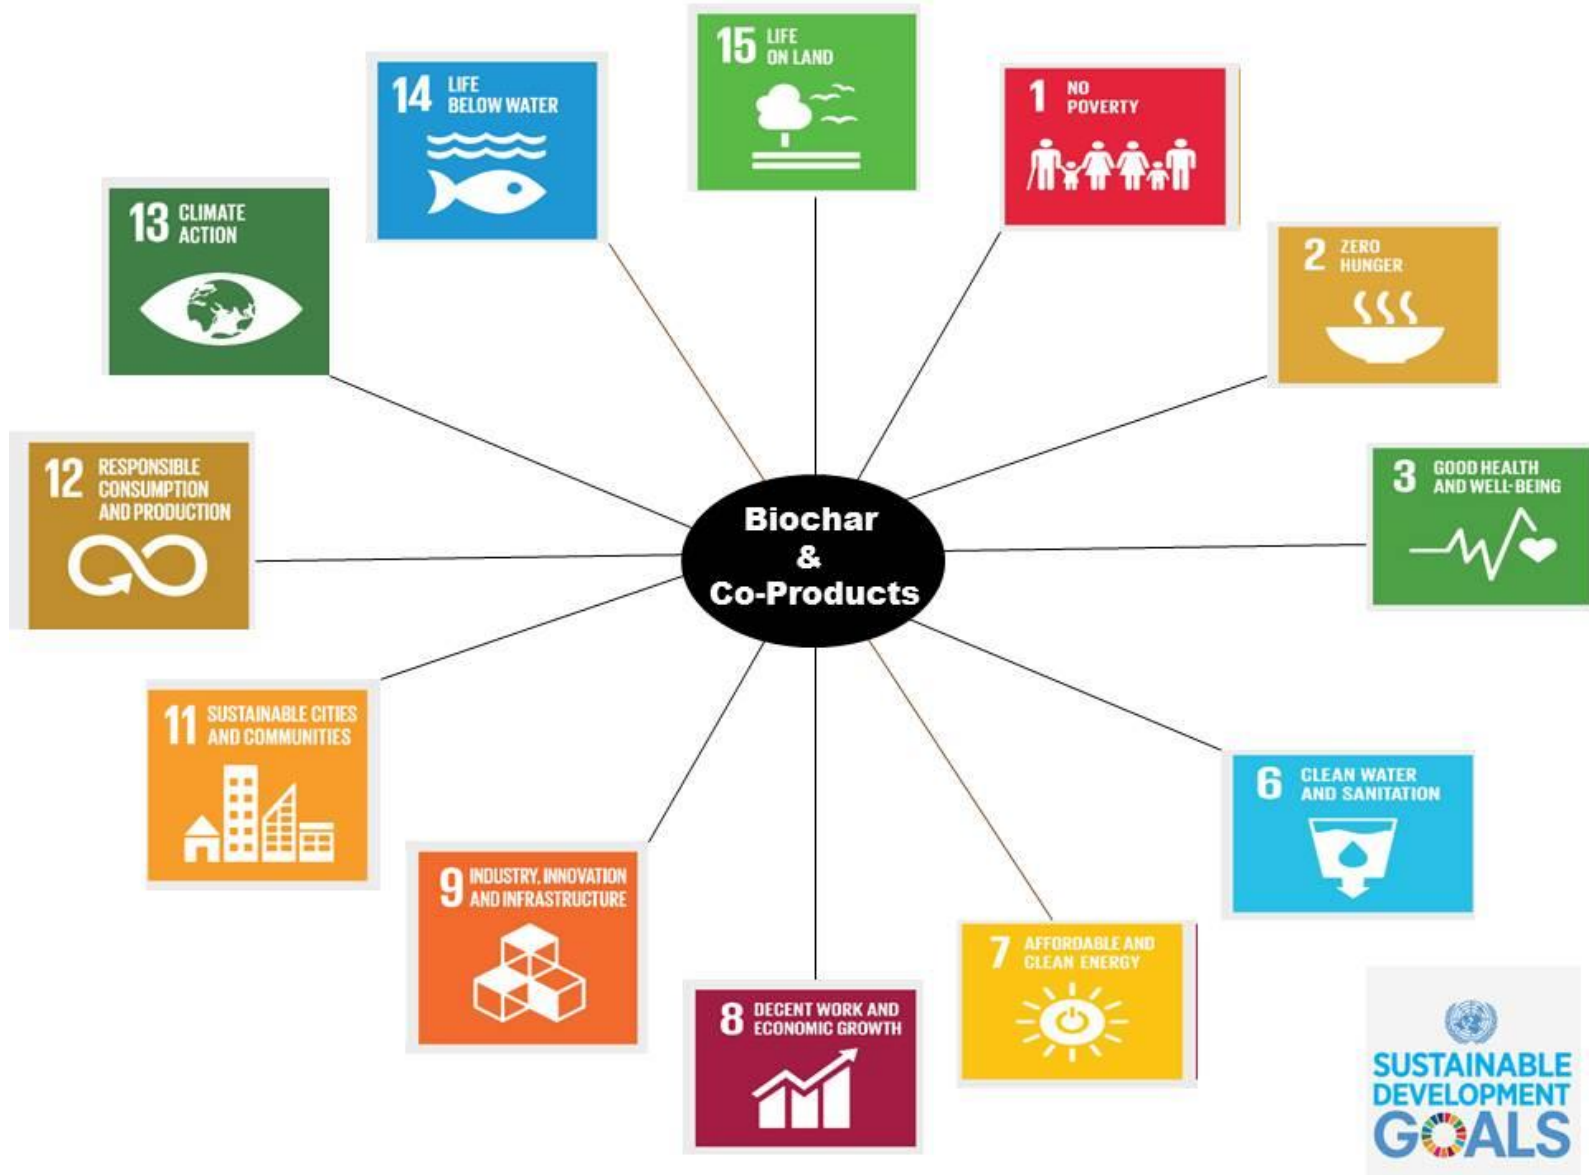 15 LIFE
ON LAND
14 LIFE
BELOW WATER
1 NO
POVERTY
13 CLIMATE
ACTION
2 ZERO
HUNGER
12 RESPONSIBLE
CONSUMPTION
AND PRODUCTION
3 GOOD HEALTH
AND WELL-BEING
Biochar
&
Co-Products
11 SUSTAINABLE CITIES
AND COMMUNITIES
6 CLEAN WATER
AND SANITATION
9 INDUSTRY, INNOVATION
AND INFRASTRUCTURE
7 AFFORDABLE AND
CLEAN ENERGY
8 DECENT WORK AND
ECONOMIC GROWTH
SUSTAINABLE
DEVELOPMENT
GOALS